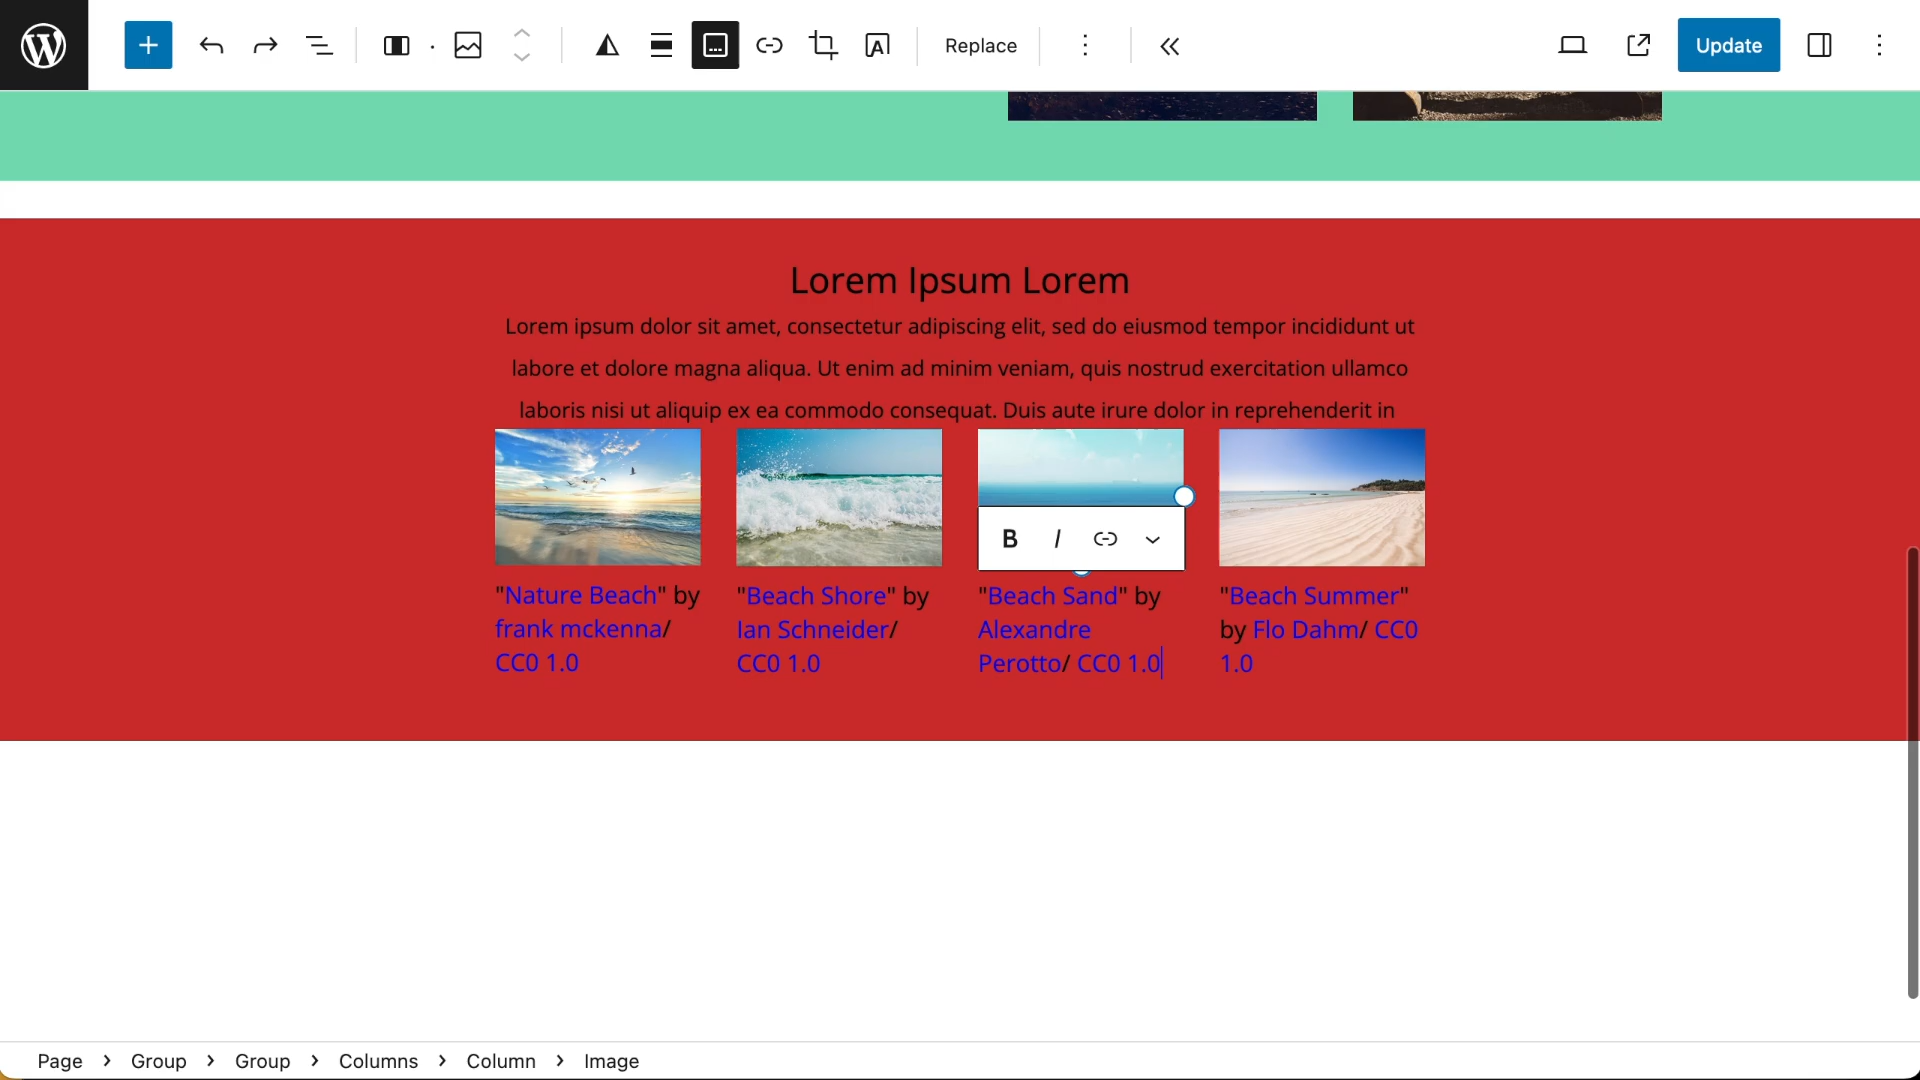 Replace
Update
Lorem Ipsum Lorem
Lorem ipsum dolor sit amet, consectetur adipiscing elit, sed do eiusmod tempor incididunt ut
labore et dolore magna aliqua. Ut enim ad minim veniam, quis nostrud exercitation ullamco
laboris nisi ut aliquip ex ea commodo consequat. Duis aute irure dolor in reprehenderit in
B I
"Nature Beach" by
frank mckenna/
CC0 1.0
"Beach Shore" by
Ian Schneider/
CC0 1.0
"Beach Sand" by
Alexandre
Perotto/ CC0 1.0
"Beach Summer"
by Flo Dahm/ CC0
1.0
Page > Group > Group > Columns > Column > Image